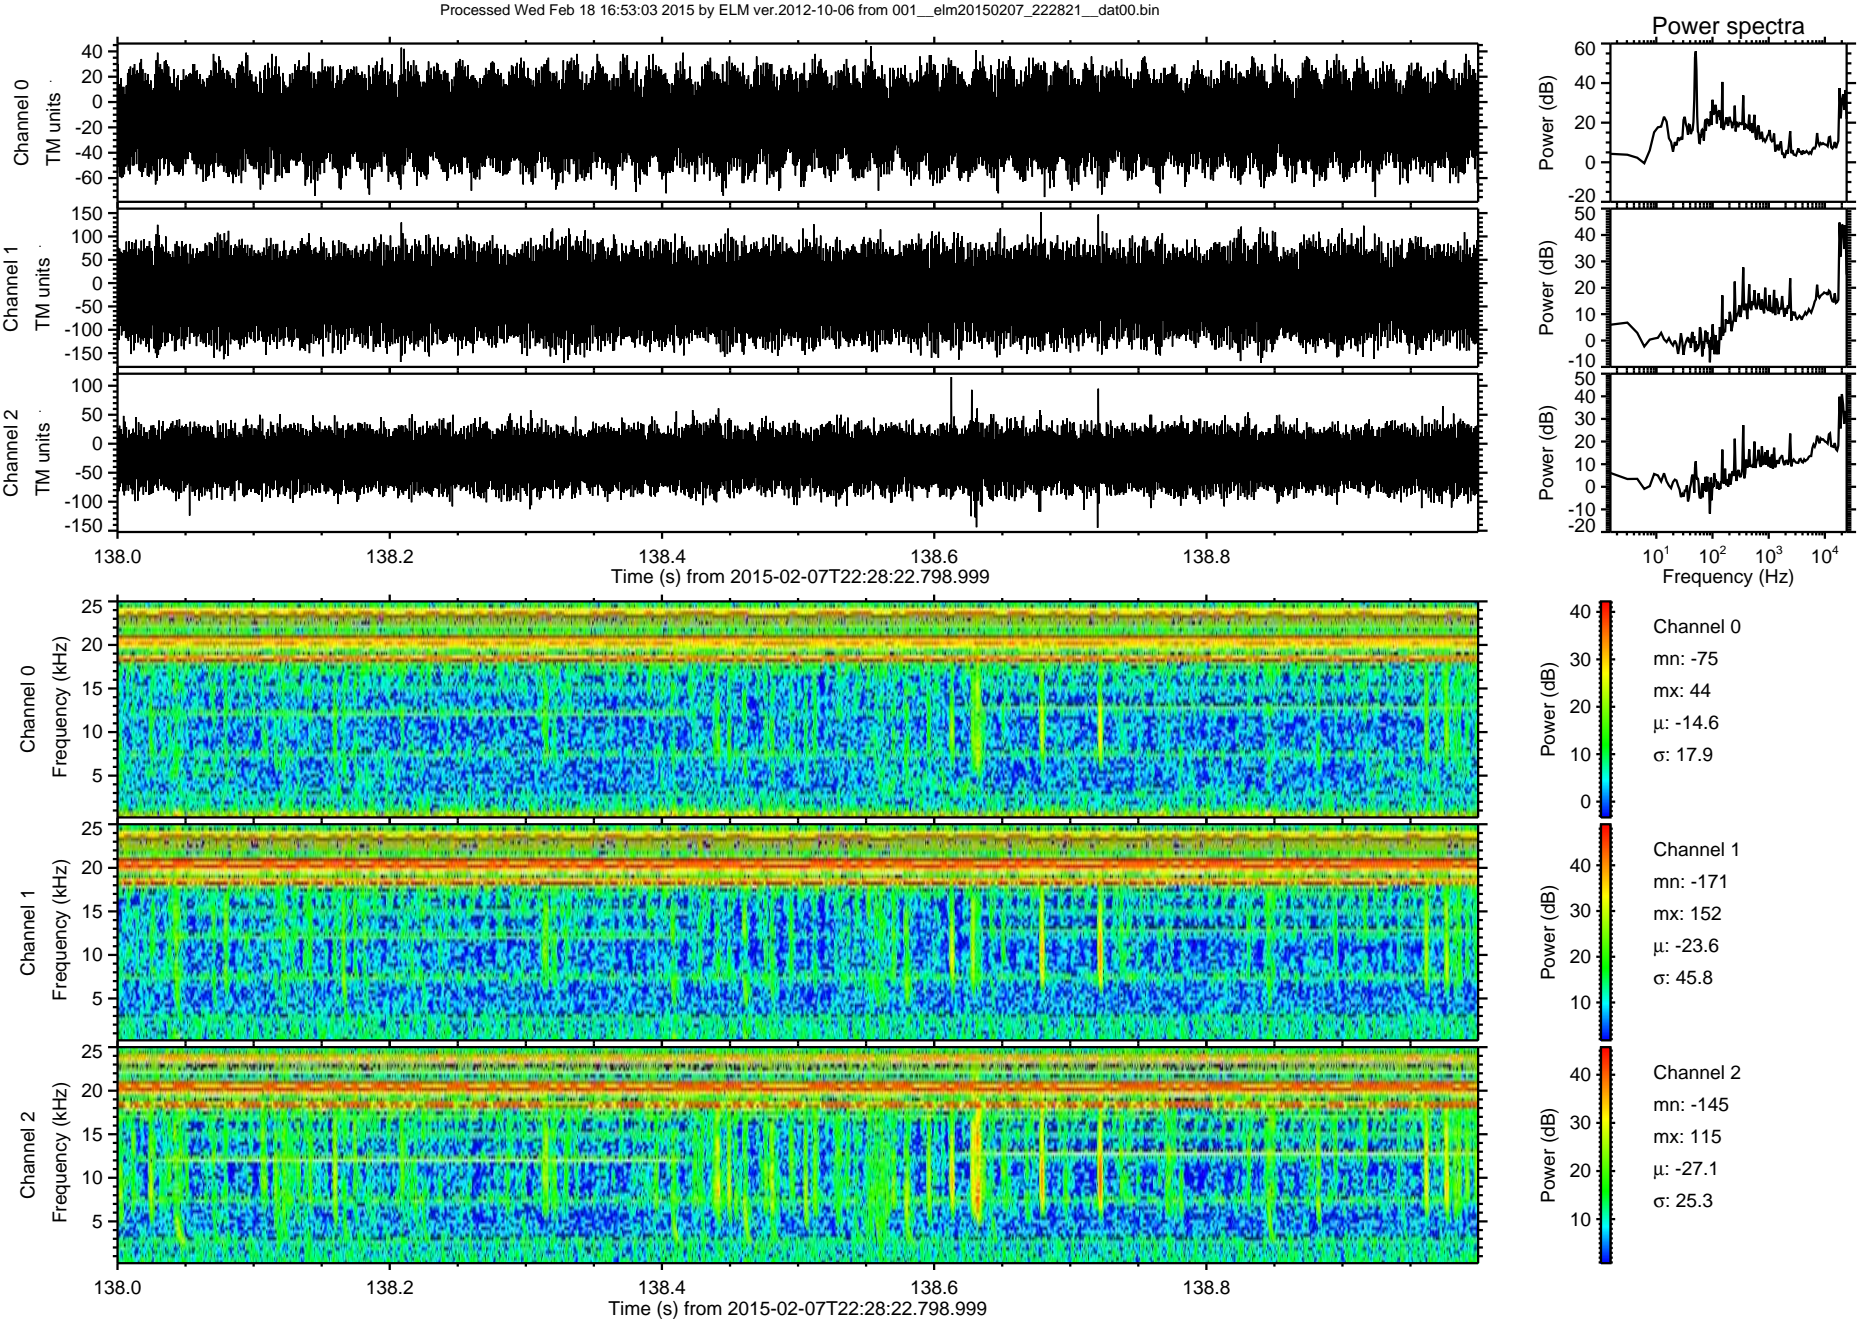 Processed Wed Feb 18 16:53:03 2015 by ELM ver.2012-10-06 from 001__elm20150207_222821__dat00.bin
Power spectra
Channel 0
TM units
40
20
0
-20
-40
-60
Power (dB)
60
40
20
0
-20
Channel 1
TM units
150
100
50
0
-50
-100
-150
Power (dB)
50
40
30
20
10
0
-10
Channel 2
TM units
100
50
0
-50
-100
-150
Power (dB)
50
40
30
20
10
0
-10
-20
138.0 138.2 138.4 138.6 138.8
Time (s) from 2015-02-07T22:28:22.798.999
10^1 10^2 10^3 10^4
Frequency (Hz)
Channel 0
Frequency (kHz)
25
20
15
10
5
Power (dB)
40
30
20
10
0
Channel 0
mn: -75
mx: 44
μ: -14.6
σ: 17.9
Channel 1
Frequency (kHz)
25
20
15
10
5
Power (dB)
40
30
20
10
Channel 1
mn: -171
mx: 152
μ: -23.6
σ: 45.8
Channel 2
Frequency (kHz)
25
20
15
10
5
Power (dB)
40
30
20
10
Channel 2
mn: -145
mx: 115
μ: -27.1
σ: 25.3
138.0 138.2 138.4 138.6 138.8
Time (s) from 2015-02-07T22:28:22.798.999